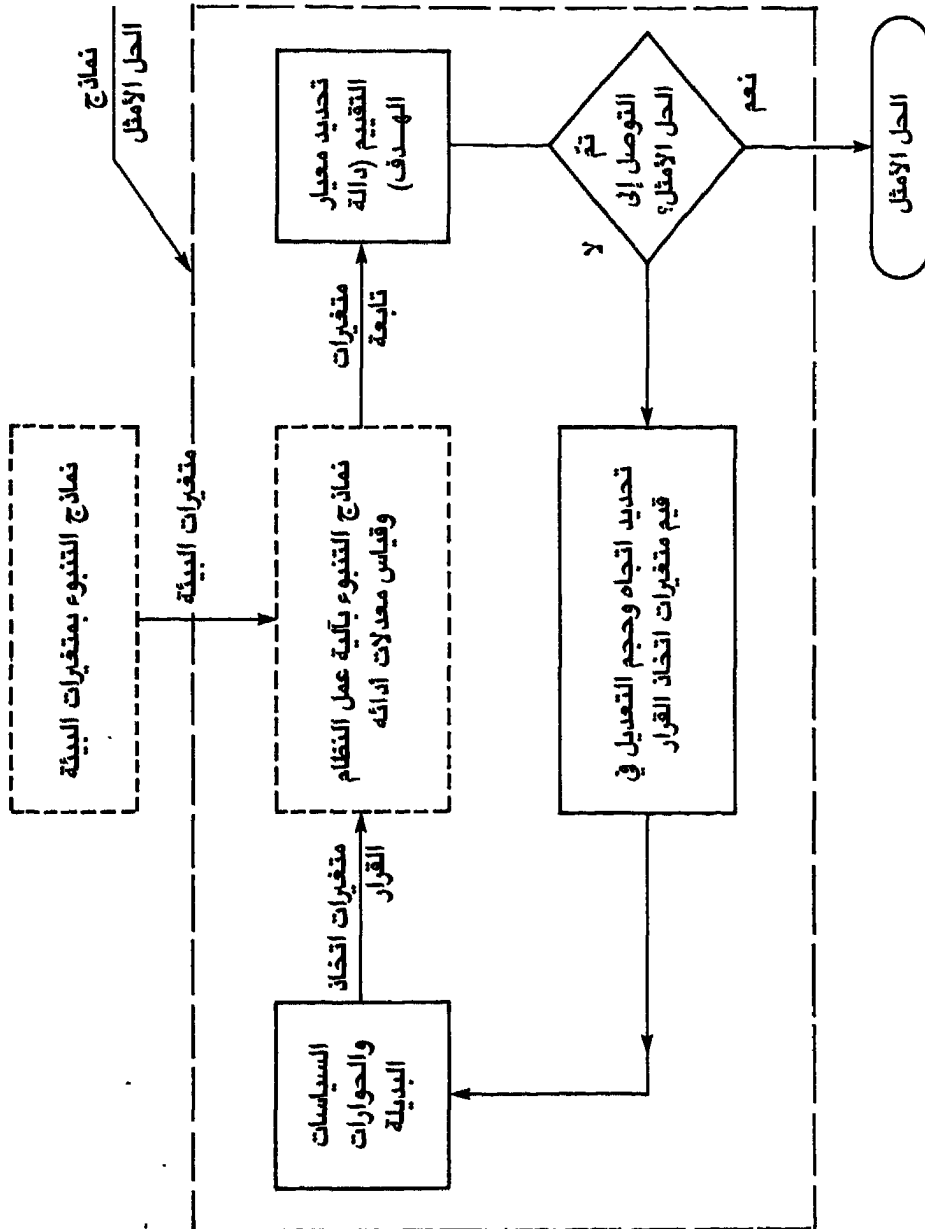 نماذج
الحل الأمثل
نماذج التنبوء بمتغيرات البيئة
متغيرات البيئة
السياسات
والحوارات
البديلة
متغيرات اتخاذ
القرار
نماذج التنبوء بآلية عمل النظام
وقياس معدلات ادائه
متغيرات
تابعة
تحديد معيار
التقييم (دالة
الهدف)
تمّ
التوصل إلى
الحل الأمثل؟
لا
نعم
تحديد اتجاه وحجم التعديل في
قيم متغيرات اتخاذ القرار
الحل الأمثل